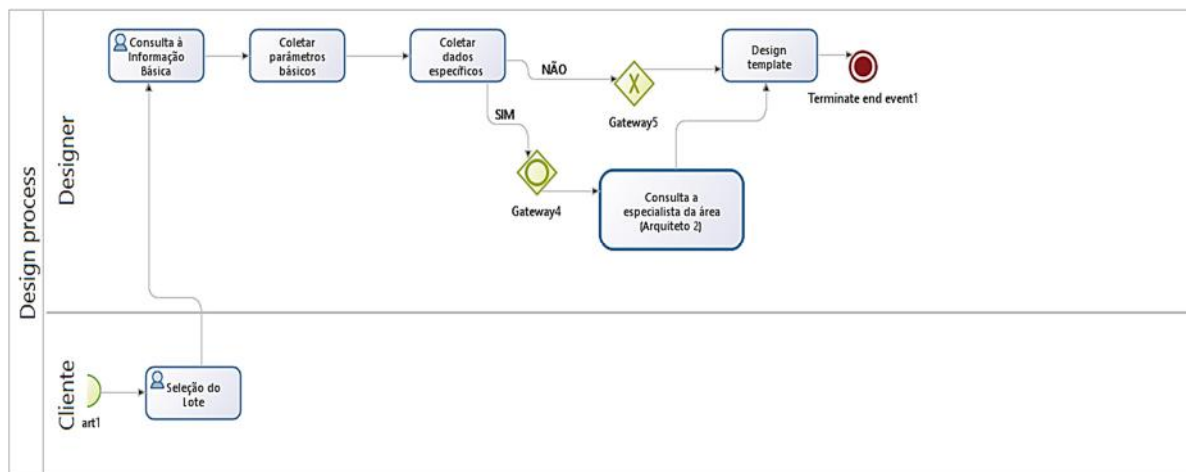 Design process
Designer
Consulta à
Informação
Básica
Coletar
parâmetros
básicos
Coletar
dados
específicos
NÃO
SIM
Gateway5
Gateway4
Design
template
Terminate end event1
Consulta a
especialista da área
(Arquiteto 2)
Cliente
art1
Seleção do
Lote